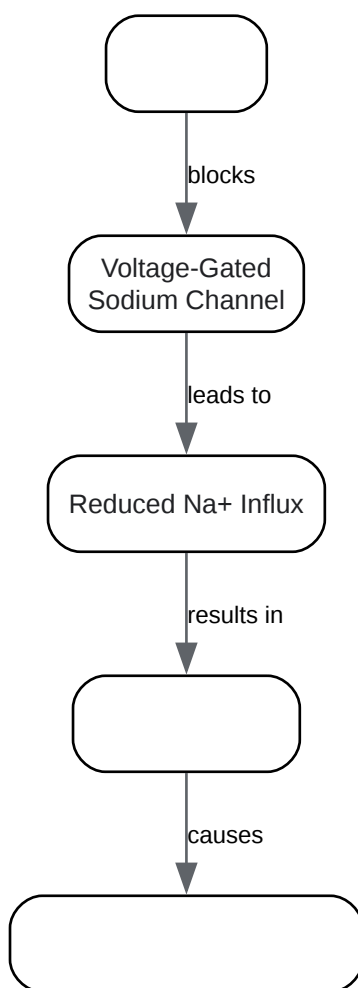 blocks
Voltage-Gated
Sodium Channel
leads to
Reduced Na+ Influx
results in
causes